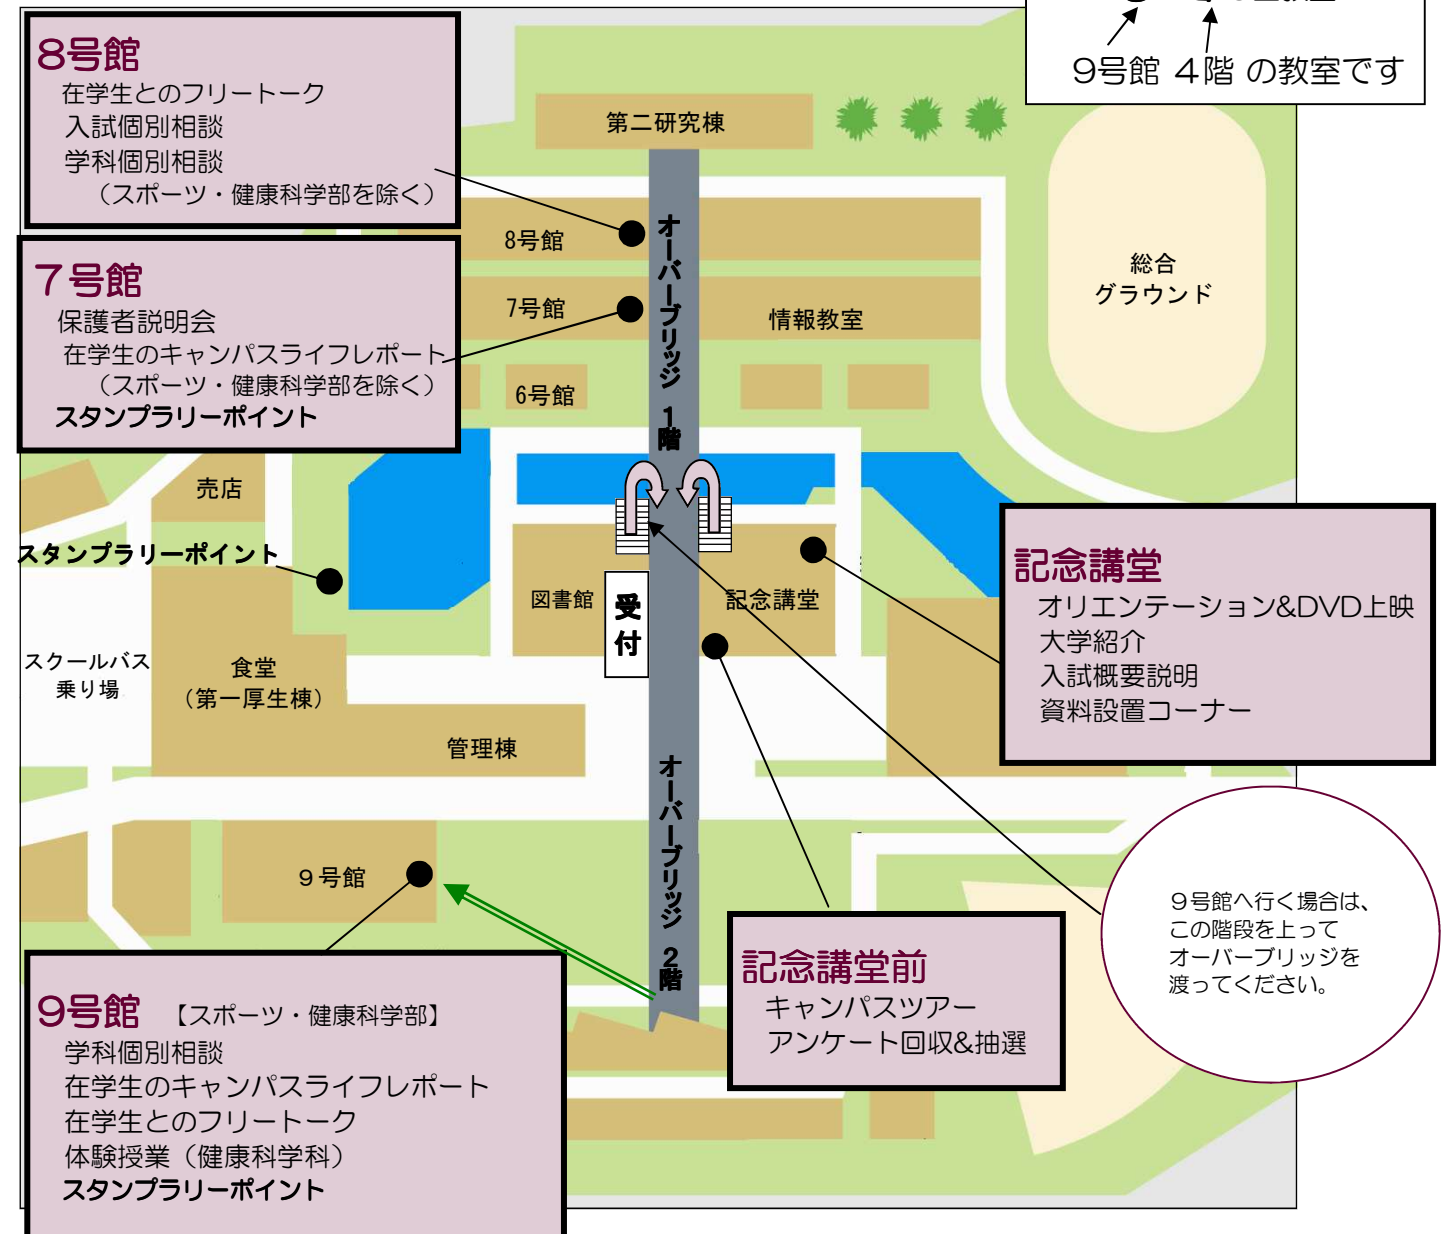 8号館
在学生とのフリートーク
入試個別相談
学科個別相談
（スポーツ・健康科学部を除く）
7号館
保護者説明会
在学生のキャンパスライフレポート
（スポーツ・健康科学部を除く）
スタンプラリーポイント
9号館 4階 の教室です
第二研究棟
8号館
オーバーブリッジ 1階
7号館
情報教室
総合
グラウンド
6号館
売店
スタンプラリーポイント
図書館
受付
記念講堂
記念講堂
オリエンテーション&DVD上映
大学紹介
入試概要説明
資料設置コーナー
スクールバス
乗り場
食堂
（第一厚生棟）
管理棟
オーバーブリッジ 2階
９号館
９号館へ行く場合は、
この階段を上って
オーバーブリッジを
渡ってください。
記念講堂前
キャンパスツアー
アンケート回収&抽選
9号館 【スポーツ・健康科学部】
学科個別相談
在学生のキャンパスライフレポート
在学生とのフリートーク
体験授業（健康科学科）
スタンプラリーポイント